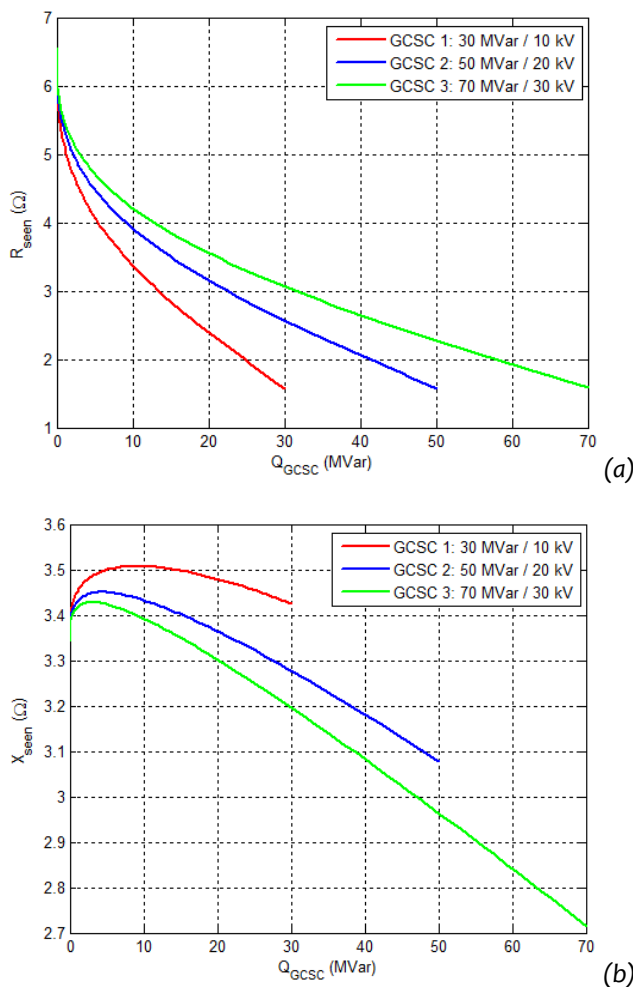 7
6
5
4
3
2
1
R_seen (Ω)
GCSC 1: 30 MVar / 10 kV
GCSC 2: 50 MVar / 20 kV
GCSC 3: 70 MVar / 30 kV
0 10 20 30 40 50 60 70
Q_GCSC (MVar)
(a)
3.6
3.5
3.4
3.3
3.2
3.1
3
2.9
2.8
2.7
X_seen (Ω)
GCSC 1: 30 MVar / 10 kV
GCSC 2: 50 MVar / 20 kV
GCSC 3: 70 MVar / 30 kV
0 10 20 30 40 50 60 70
Q_GCSC (MVar)
(b)